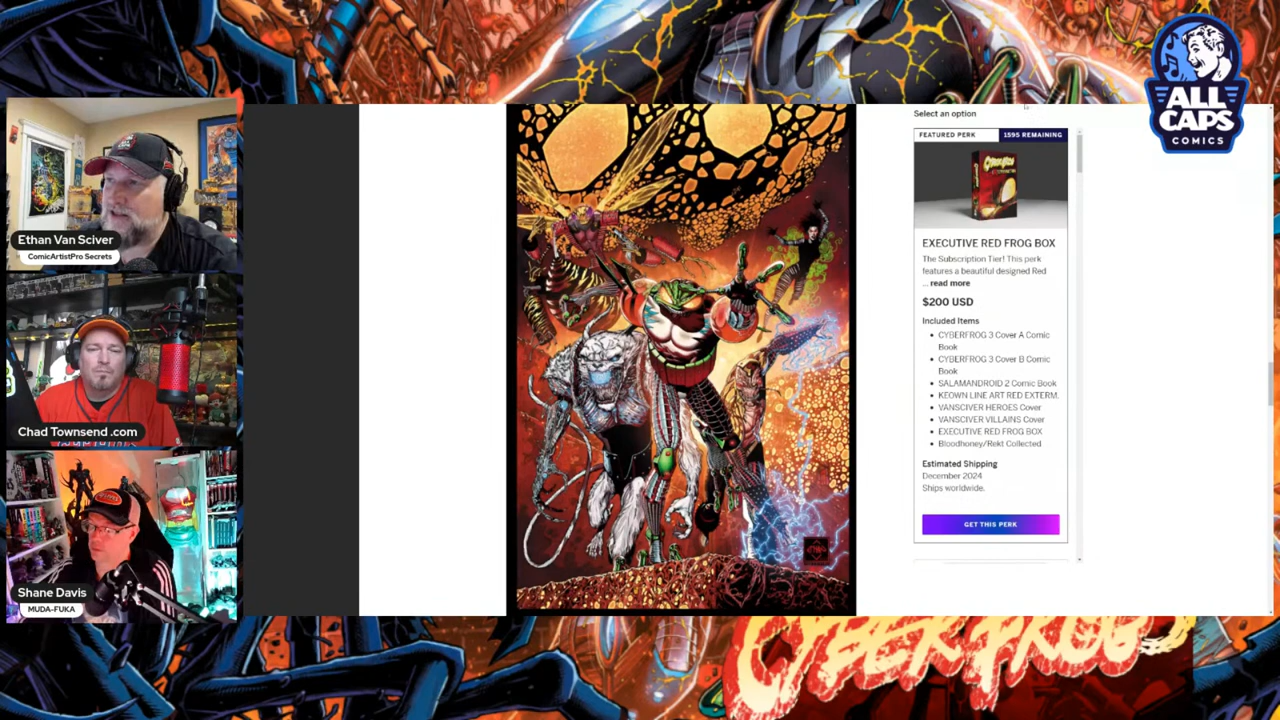 ALL
CAPS
COMICS
Select an option
FEATURED PERK
1595 REMAINING
CYBERFROG
EXECUTIVE RED FROG BOX
The Subscription Tier! This perk
features a beautiful designed Red
... read more
$200 USD
Included Items
CYBERFROG 3 Cover A Comic
Book
CYBERFROG 3 Cover B Comic
Book
SALAMANDROID 2 Comic Book
KEOWN LINE ART RED EXTERM.
VANSCIVER HEROES Cover
VANSCIVER VILLAINS Cover
EXECUTIVE RED FROG BOX
Bloodhoney/Rekt Collected
Estimated Shipping
December 2024
Ships worldwide.
GET THIS PERK
Ethan Van Sciver
ComicArtistPro Secrets
Chad Townsend .com
Shane Davis
MUDA-FUKA
CYBERFROG